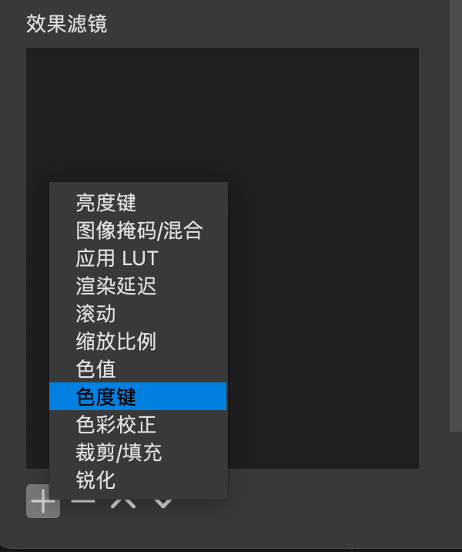 效果滤镜
亮度键
图像掩码/混合
应用 LUT
渲染延迟
滚动
缩放比例
色值
色度键
色彩校正
裁剪/填充
锐化